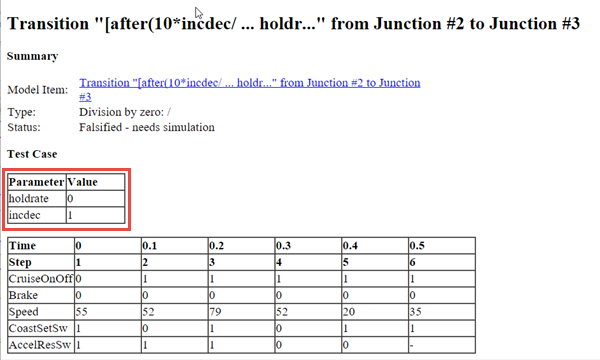 Transition "[after(10*incdec/ ... holdr..." from Junction #2 to Junction #3
Summary
Model Item: Transition "[after(10*incdec/ ... holdr..." from Junction #2 to Junction
#3
Type: Division by zero: /
Status: Falsified - needs simulation
Test Case
Parameter Value
holdrate 0
incdec 1
Time 0 0.1 0.2 0.3 0.4 0.5
Step 1 2 3 4 5 6
CruiseOnOff 0 1 1 1 1 1
Brake 0 0 0 0 0 0
Speed 55 52 79 52 20 35
CoastSetSw 1 0 1 0 1 1
AccelResSw 1 1 1 0 0 -